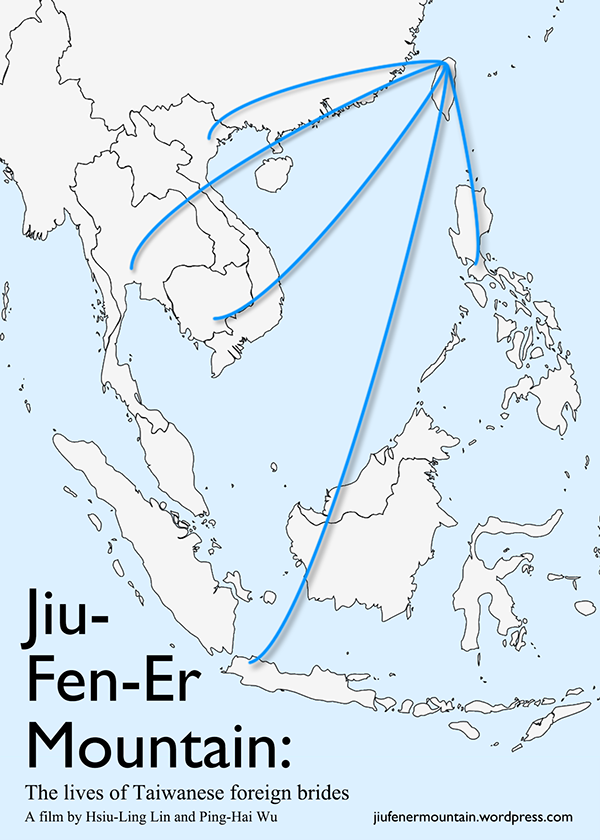 Jiu-
Fen-Er
Mountain:
The lives of Taiwanese foreign brides
A film by Hsiu-Ling Lin and Ping-Hai Wu
jiufenermountain.wordpress.com